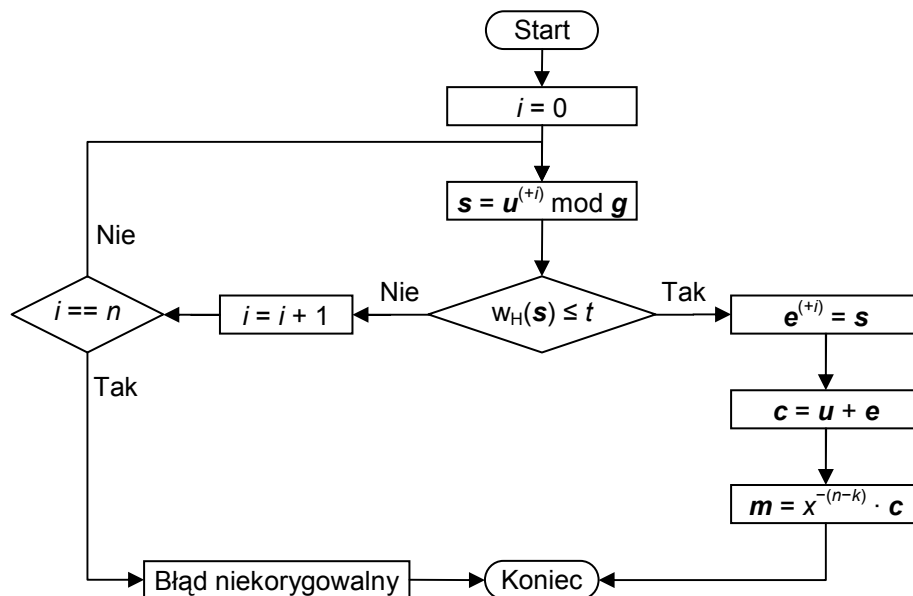 Start
i = 0
s = u⁽⁺ⁱ⁾ mod g
Nie
i == n
i = i + 1
Nie
w_H(s) ≤ t
Tak
e⁽⁺ⁱ⁾ = s
Tak
c = u + e
m = x⁻⁽ⁿ⁻ᵏ⁾ · c
Błąd niekorygowalny
Koniec